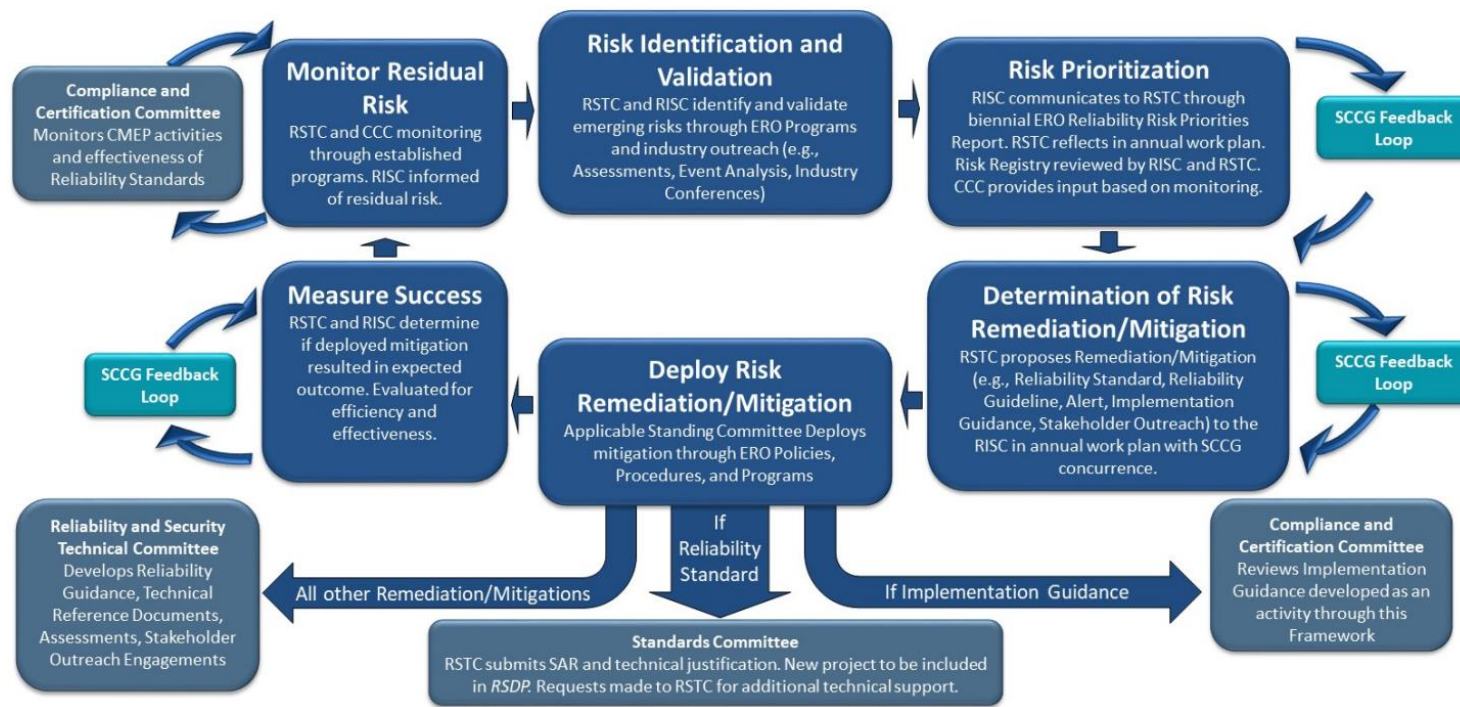 Compliance and
Certification Committee
Monitors CMEP activities
and effectiveness of
Reliability Standards
Monitor Residual
Risk
RSTC and CCC monitoring
through established
programs. RISC informed
of residual risk.
Risk Identification and
Validation
RSTC and RISC identify and validate
emerging risks through ERO Programs
and industry outreach (e.g.,
Assessments, Event Analysis, Industry
Conferences)
Risk Prioritization
RISC communicates to RSTC through
biennial ERO Reliability Risk Priorities
Report. RSTC reflects in annual work plan.
Risk Registry reviewed by RISC and RSTC.
CCC provides input based on monitoring.
SCCG Feedback
Loop
SCCG Feedback
Loop
Measure Success
RSTC and RISC determine
if deployed mitigation
resulted in expected
outcome. Evaluated for
efficiency and
effectiveness.
Deploy Risk
Remediation/Mitigation
Applicable Standing Committee Deploys
mitigation through ERO Policies,
Procedures, and Programs
Determination of Risk
Remediation/Mitigation
RSTC proposes Remediation/Mitigation
(e.g., Reliability Standard, Reliability
Guideline, Alert, Implementation
Guidance, Stakeholder Outreach) to the
RISC in annual work plan with SCCG
concurrence.
SCCG Feedback
Loop
Reliability and Security
Technical Committee
Develops Reliability
Guidance, Technical
Reference Documents,
Assessments, Stakeholder
Outreach Engagements
All other Remediation/Mitigations
If
Reliability
Standard
If Implementation Guidance
Compliance and
Certification Committee
Reviews Implementation
Guidance developed as an
activity through this
Framework
Standards Committee
RSTC submits SAR and technical justification. New project to be included
in RSDP. Requests made to RSTC for additional technical support.